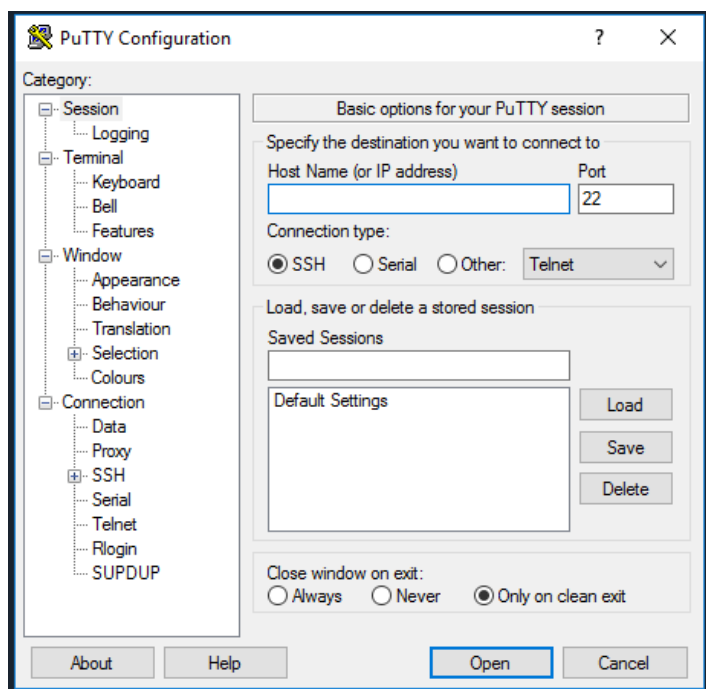 PuTTY Configuration ? ×
Category:
Session
Logging
Terminal
Keyboard
Bell
Features
Window
Appearance
Behaviour
Translation
Selection
Colours
Connection
Data
Proxy
SSH
Serial
Telnet
Rlogin
SUPDUP
Basic options for your PuTTY session
Specify the destination you want to connect to
Host Name (or IP address) Port
22
Connection type:
SSH Serial Other: Telnet
Load, save or delete a stored session
Saved Sessions
Default Settings
Load
Save
Delete
Close window on exit:
Always Never Only on clean exit
About Help Open Cancel